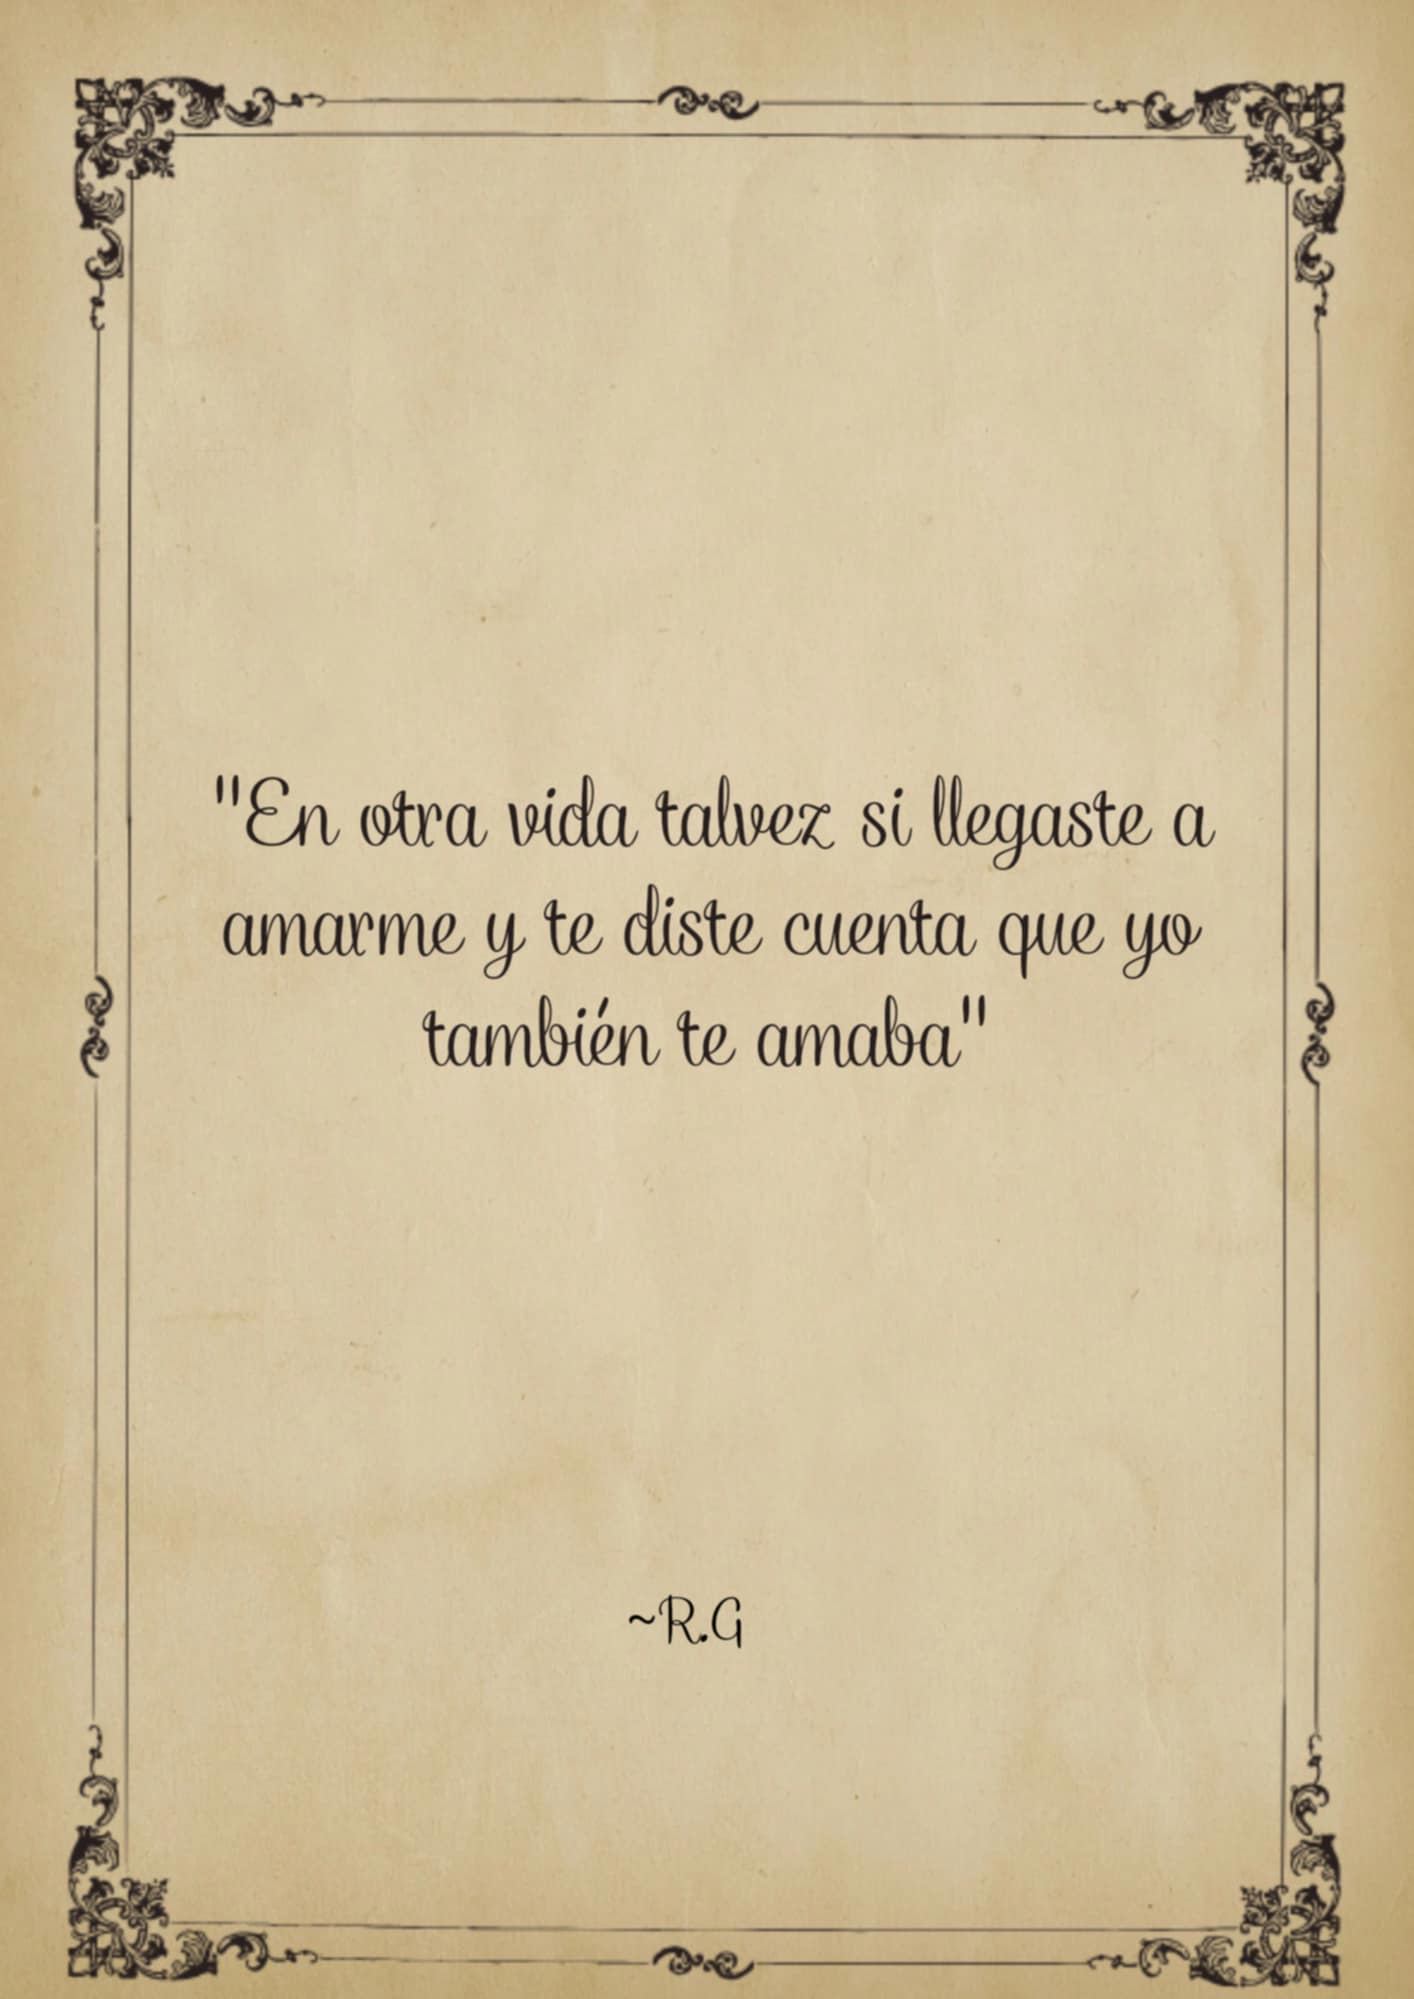 "En otra vida talvez si llegaste a
amarme y te diste cuenta que yo
también te amaba"
~R.G